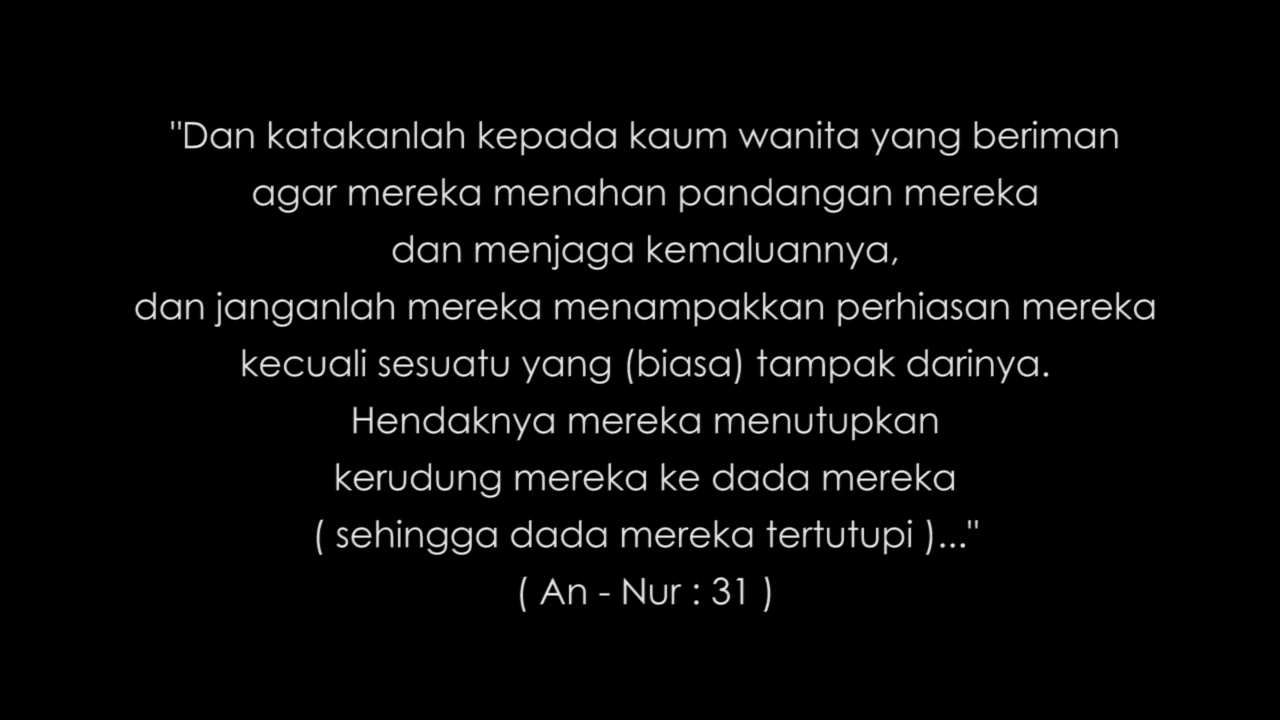 "Dan katakanlah kepada kaum wanita yang beriman
agar mereka menahan pandangan mereka
dan menjaga kemaluannya,
dan janganlah mereka menampakkan perhiasan mereka
kecuali sesuatu yang (biasa) tampak darinya.
Hendaknya mereka menutupkan
kerudung mereka ke dada mereka
( sehingga dada mereka tertutupi )..."
( An - Nur : 31 )